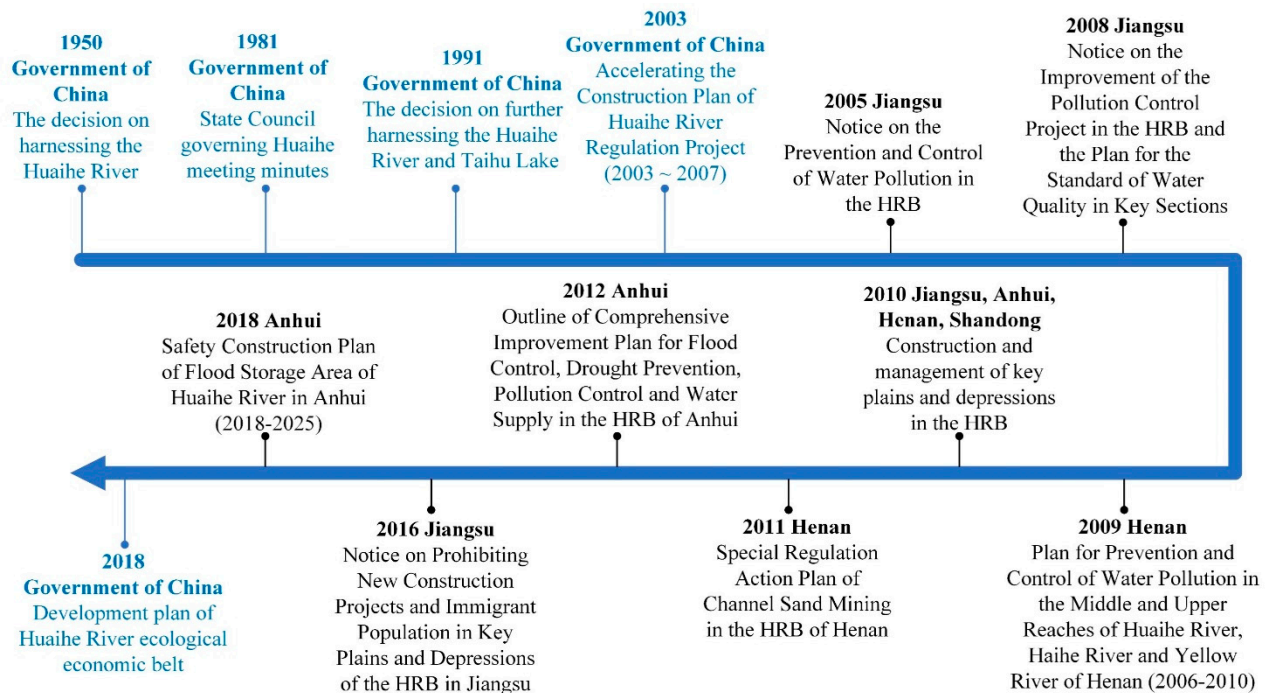 1950
Government of
China
The decision on
harnessing the
Huaihe River
1981
Government of
China
State Council
governing Huaihe
meeting minutes
1991
Government of China
The decision on further
harnessing the Huaihe
River and Taihu Lake
2003
Government of China
Accelerating the
Construction Plan of
Huaihe River
Regulation Project
(2003 ~ 2007)
2005 Jiangsu
Notice on the
Prevention and Control
of Water Pollution in
the HRB
2008 Jiangsu
Notice on the
Improvement of the
Pollution Control
Project in the HRB and
the Plan for the
Standard of Water
Quality in Key Sections
2009 Henan
Plan for Prevention and
Control of Water Pollution in
the Middle and Upper
Reaches of Huaihe River,
Haihe River and Yellow
River of Henan (2006-2010)
2010 Jiangsu, Anhui,
Henan, Shandong
Construction and
management of key
plains and depressions
in the HRB
2011 Henan
Special Regulation
Action Plan of
Channel Sand Mining
in the HRB of Henan
2012 Anhui
Outline of Comprehensive
Improvement Plan for Flood
Control, Drought Prevention,
Pollution Control and Water
Supply in the HRB of Anhui
2016 Jiangsu
Notice on Prohibiting
New Construction
Projects and Immigrant
Population in Key
Plains and Depressions
of the HRB in Jiangsu
2018 Anhui
Safety Construction Plan
of Flood Storage Area of
Huaihe River in Anhui
(2018-2025)
2018
Government of China
Development plan of
Huaihe River ecological
economic belt